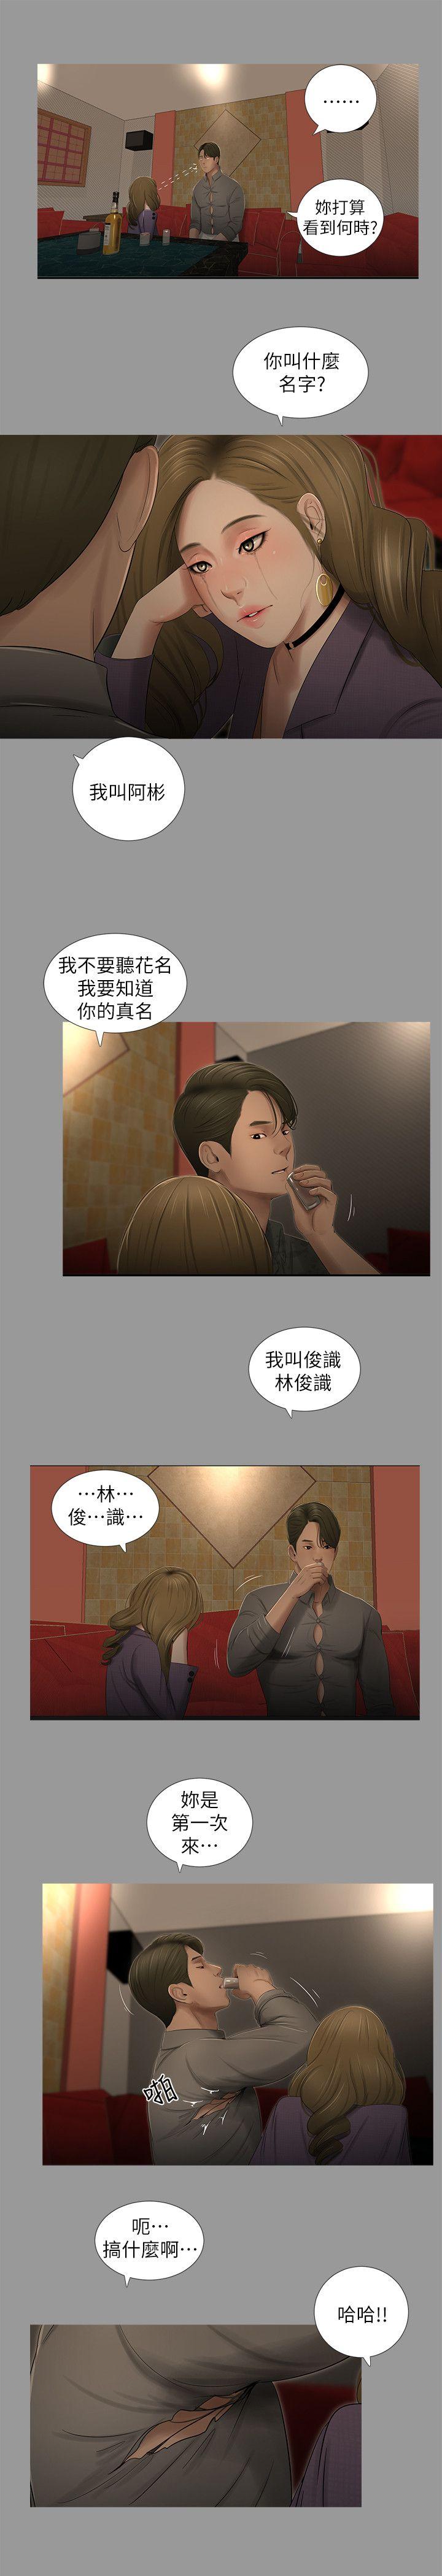 ……
妳打算
看到何時?
你叫什麼
名字?
我叫阿彬
我不要聽花名
我要知道
你的真名
我叫俊識
林俊識
…林…
俊…識…
妳是
第一次
來…
啪
呃…
搞什麼啊…
哈哈!!